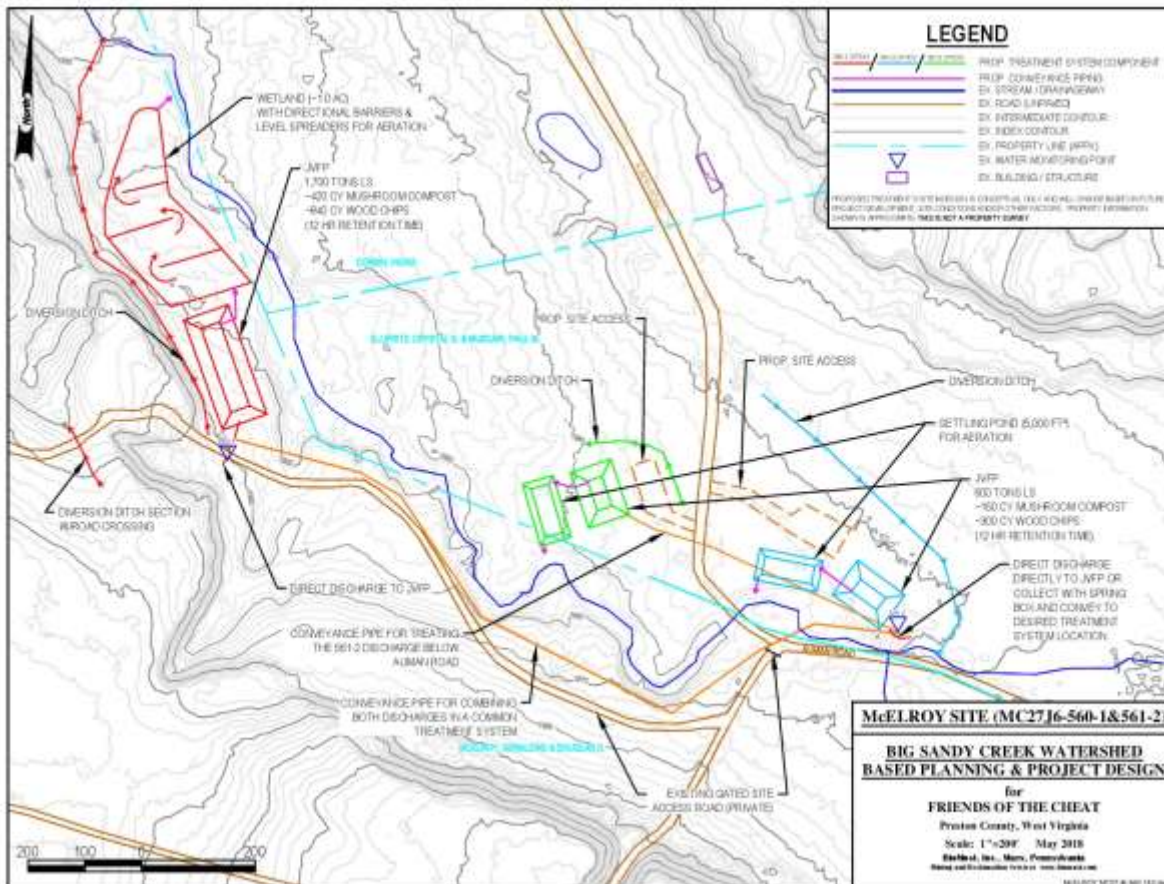 North
WETLAND (~1.0 AC)
WITH DIRECTIONAL BARRIERS &
LEVEL SPREADERS FOR AERATION
JVFP
1,700 TONS LS
~420 CY MUSHROOM COMPOST
~840 CY WOOD CHIPS
(12 HR RETENTION TIME)
DIVERSION DITCH
DIVERSION DITCH SECTION
W/ROAD CROSSING
DIRECT DISCHARGE TO JVFP
CONVEYANCE PIPE FOR TREATING
THE 561-2 DISCHARGE BELOW
AUMAN ROAD
CONVEYANCE PIPE FOR COMBINING
BOTH DISCHARGES IN A COMMON
TREATMENT SYSTEM
EXISTING GATED SITE
ACCESS ROAD (PRIVATE)
PROP. SITE ACCESS
DIVERSION DITCH
PROP. SITE ACCESS
DIVERSION DITCH
SETTLING POND (5,000 FT²)
FOR AERATION
JVFP
600 TONS LS
~150 CY MUSHROOM COMPOST
~300 CY WOOD CHIPS
(12 HR RETENTION TIME)
DIRECT DISCHARGE
DIRECTLY TO JVFP OR
COLLECT WITH SPRING
BOX AND CONVEY TO
DESIRED TREATMENT
SYSTEM LOCATION
AUMAN ROAD
LEGEND
PROP. TREATMENT SYSTEM COMPONENT
PROP. CONVEYANCE PIPING
EX. STREAM / DRAINAGEWAY
EX. ROAD (UNPAVED)
EX. INTERMEDIATE CONTOUR
EX. INDEX CONTOUR
EX. PROPERTY LINE (APPX.)
EX. WATER MONITORING POINT
EX. BUILDING / STRUCTURE
THIS IS NOT A PROPERTY SURVEY
McELROY SITE (MC27J6-560-1&561-2)
BIG SANDY CREEK WATERSHED
BASED PLANNING & PROJECT DESIGN
for
FRIENDS OF THE CHEAT
Preston County, West Virginia
Scale: 1"=200' May 2018
BioMost, Inc., Mars, Pennsylvania
200 100 0 200